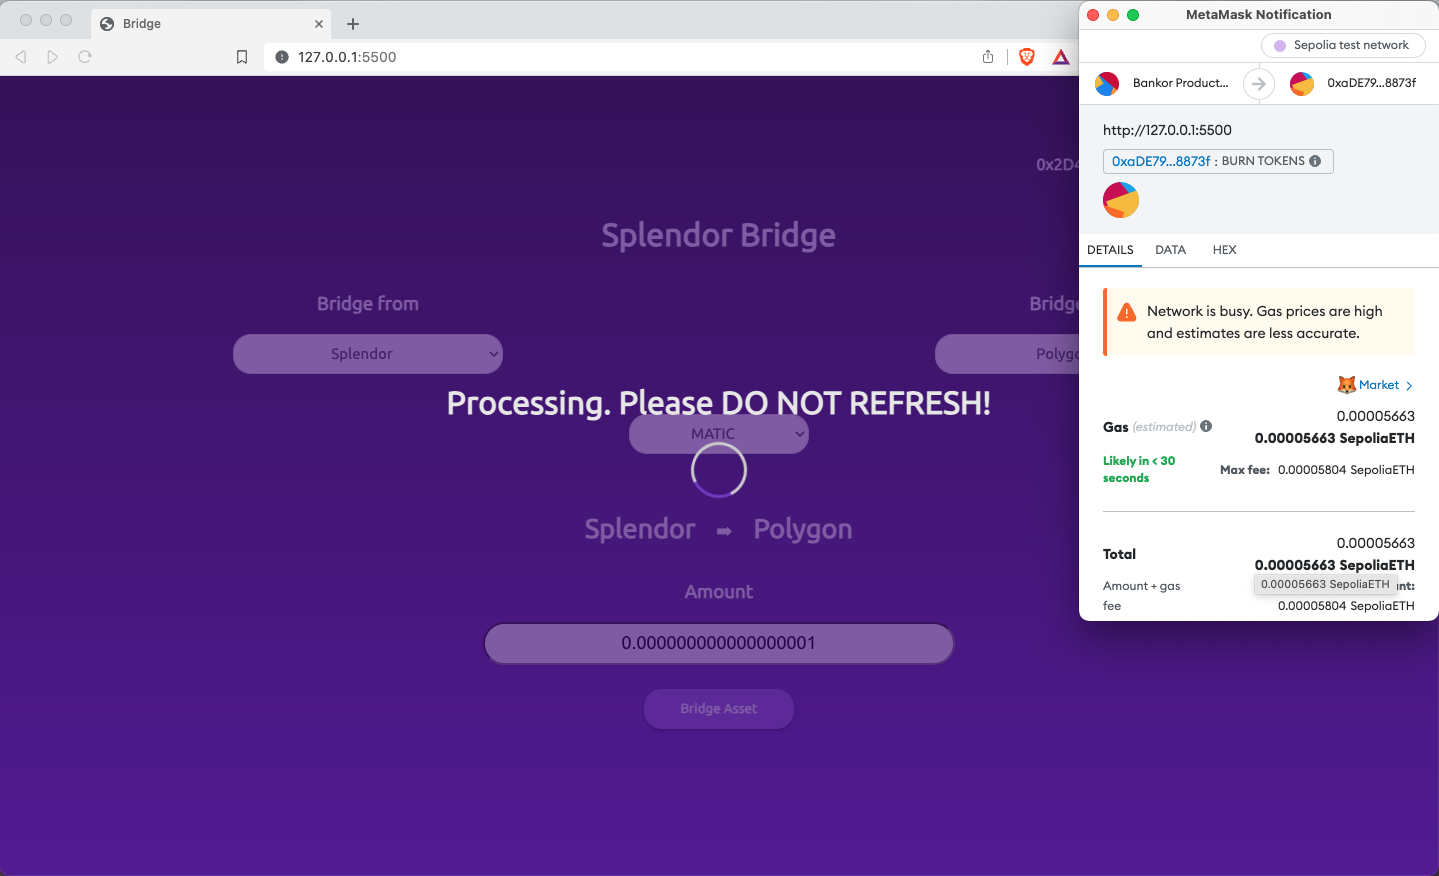 Bridge
127.0.0.1:5500
0x2D4
Splendor Bridge
Bridge from
Bridge
Splendor
Polygo
Processing. Please DO NOT REFRESH!
MATIC
Splendor ➡ Polygon
Amount
0.000000000000000001
Bridge Asset
MetaMask Notification
Sepolia test network
Bankor Product...
0xaDE79...8873f
http://127.0.0.1:5500
0xaDE79...8873f : BURN TOKENS
DETAILS DATA HEX
Network is busy. Gas prices are high
and estimates are less accurate.
Market
0.00005663
Gas (estimated)
0.00005663 SepoliaETH
Likely in < 30
seconds
Max fee: 0.00005804 SepoliaETH
0.00005663
Total
0.00005663 SepoliaETH
0.00005663 SepoliaETH
Amount + gas
fee
nt:
0.00005804 SepoliaETH